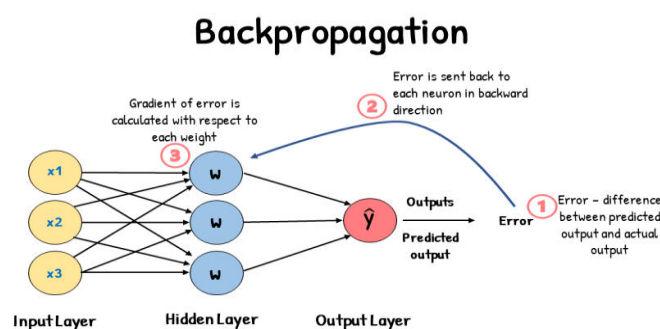 Backpropagation
Error is sent back to
each neuron in backward
direction
2
Gradient of error is
calculated with respect to
each weight
3
x1
w
x2
w
ŷ
Outputs
Predicted
output
Error
1
Error - difference
between predicted
output and actual
output
x3
w
Input Layer
Hidden Layer
Output Layer